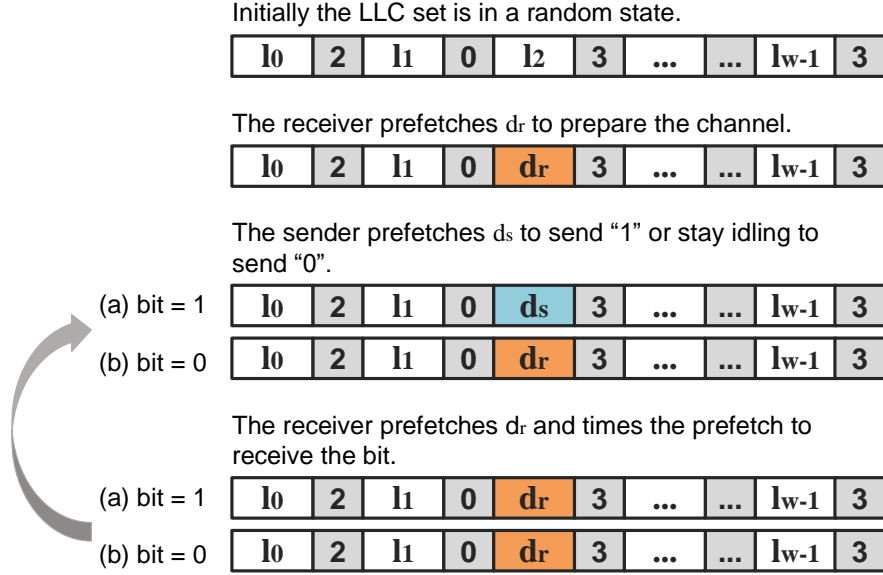 Initially the LLC set is in a random state.
l0 2 l1 0 l2 3 ... ... lw-1 3
The receiver prefetches dr to prepare the channel.
l0 2 l1 0 dr 3 ... ... lw-1 3
The sender prefetches ds to send “1” or stay idling to
send “0”.
(a) bit = 1 l0 2 l1 0 ds 3 ... ... lw-1 3
(b) bit = 0 l0 2 l1 0 dr 3 ... ... lw-1 3
The receiver prefetches dr and times the prefetch to
receive the bit.
(a) bit = 1 l0 2 l1 0 dr 3 ... ... lw-1 3
(b) bit = 0 l0 2 l1 0 dr 3 ... ... lw-1 3